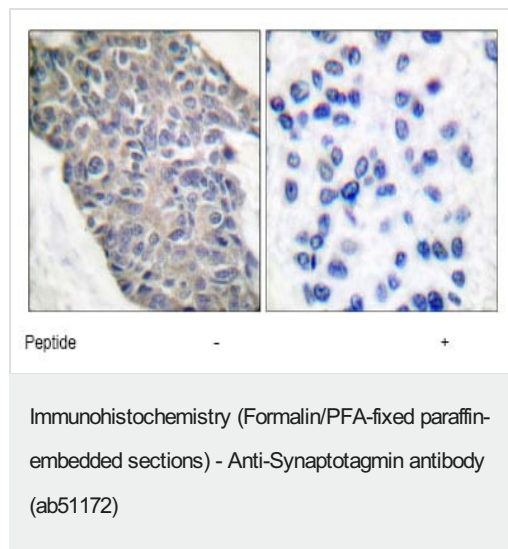 Peptide - +
Immunohistochemistry (Formalin/PFA-fixed paraffin-
embedded sections) - Anti-Synaptotagmin antibody
(ab51172)